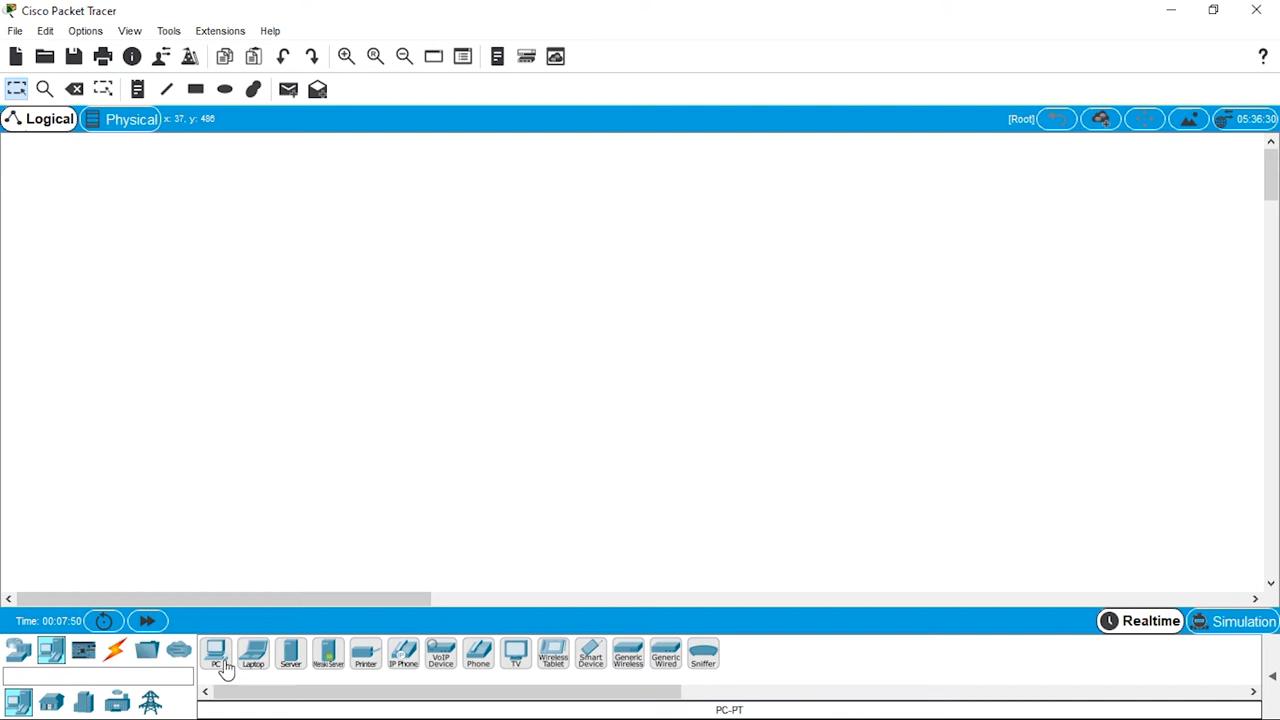 Cisco Packet Tracer
File Edit Options View Tools Extensions Help
?
Logical Physical x: 37, y: 486 [Root] 05:36:30
Time: 00:07:50 Realtime Simulation
PC Laptop Server Meraki Server Printer IP Phone VoIP Device Phone TV Wireless Tablet Smart Device Generic Wireless Generic Wired Sniffer
PC-PT